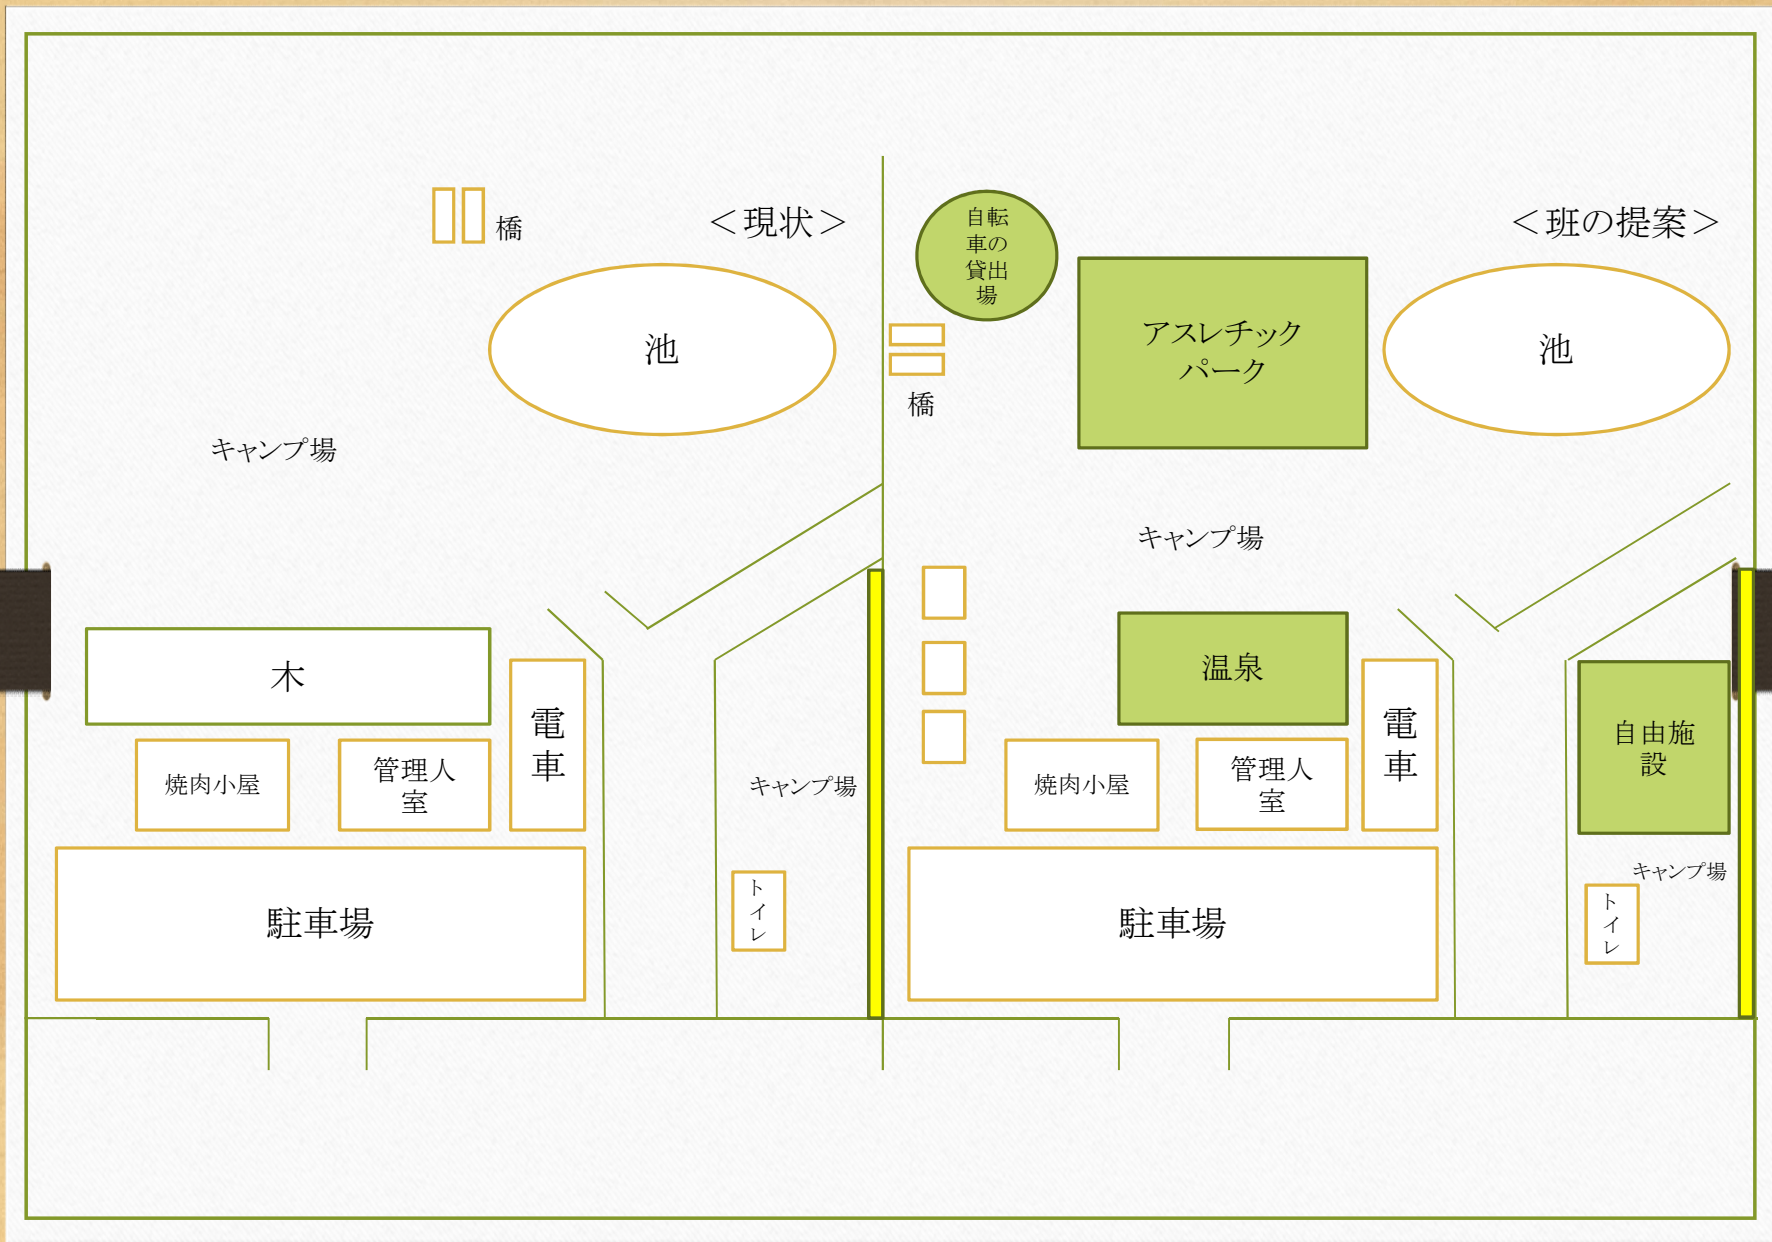 ＜現状＞
橋
池
キャンプ場
木
電
車
焼肉小屋
管理人
室
キャンプ場
駐車場
ト
イ
レ
＜班の提案＞
自転
車の
貸出
場
アスレチック
パーク
池
橋
キャンプ場
温泉
電
車
自由施
設
焼肉小屋
管理人
室
キャンプ場
駐車場
ト
イ
レ